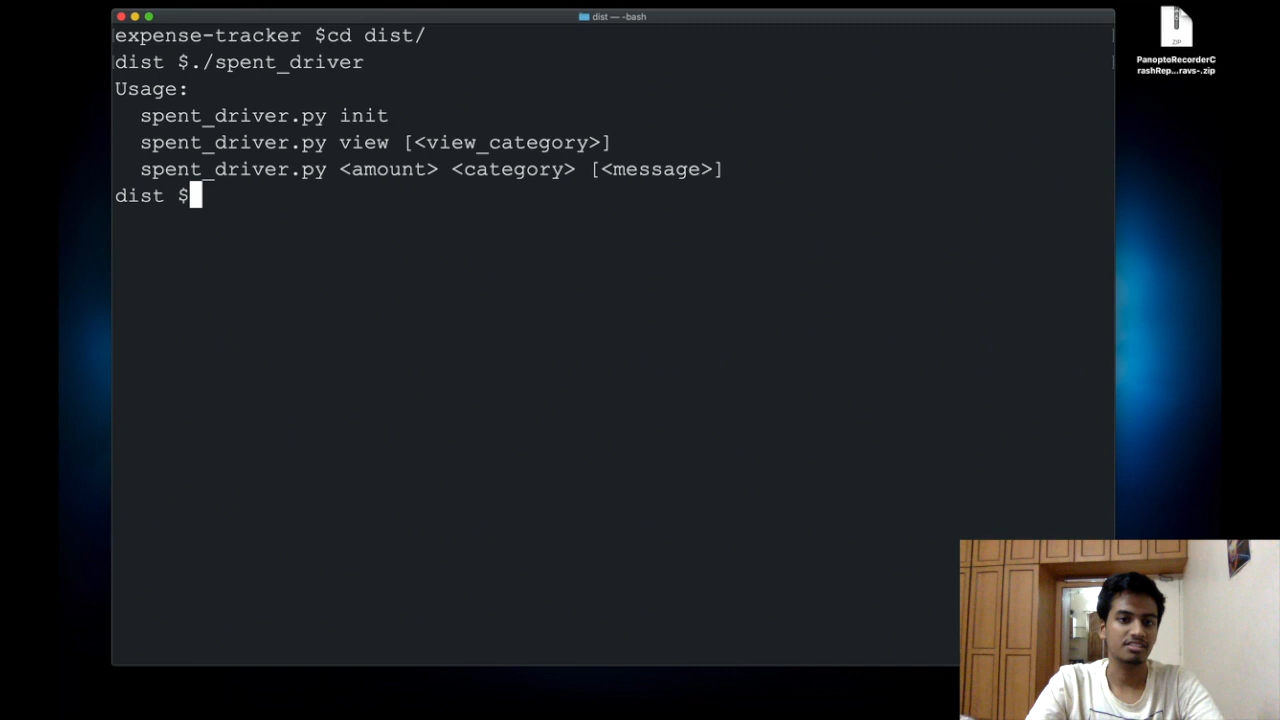 dist — -bash
expense-tracker $cd dist/
dist $./spent_driver
Usage:
  spent_driver.py init
  spent_driver.py view [<view_category>]
  spent_driver.py <amount> <category> [<message>]
dist $
ZIP
PanoptoRecorderC
rashRep...ravs-.zip